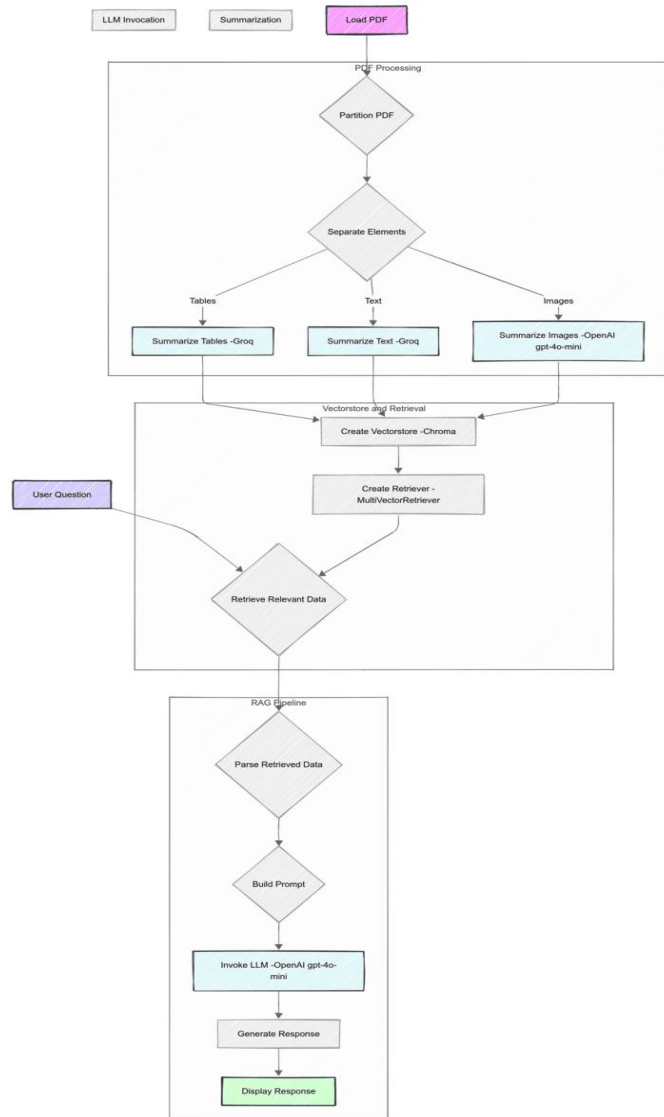 LLM Invocation
Summarization
Load PDF
PDF Processing
Partition PDF
Separate Elements
Tables
Text
Images
Summarize Tables -Groq
Summarize Text -Groq
Summarize Images -OpenAI
gpt-4o-mini
Vectorstore and Retrieval
Create Vectorstore -Chroma
Create Retriever -
MultiVectorRetriever
User Question
Retrieve Relevant Data
RAG Pipeline
Parse Retrieved Data
Build Prompt
Invoke LLM -OpenAI gpt-4o-
mini
Generate Response
Display Response